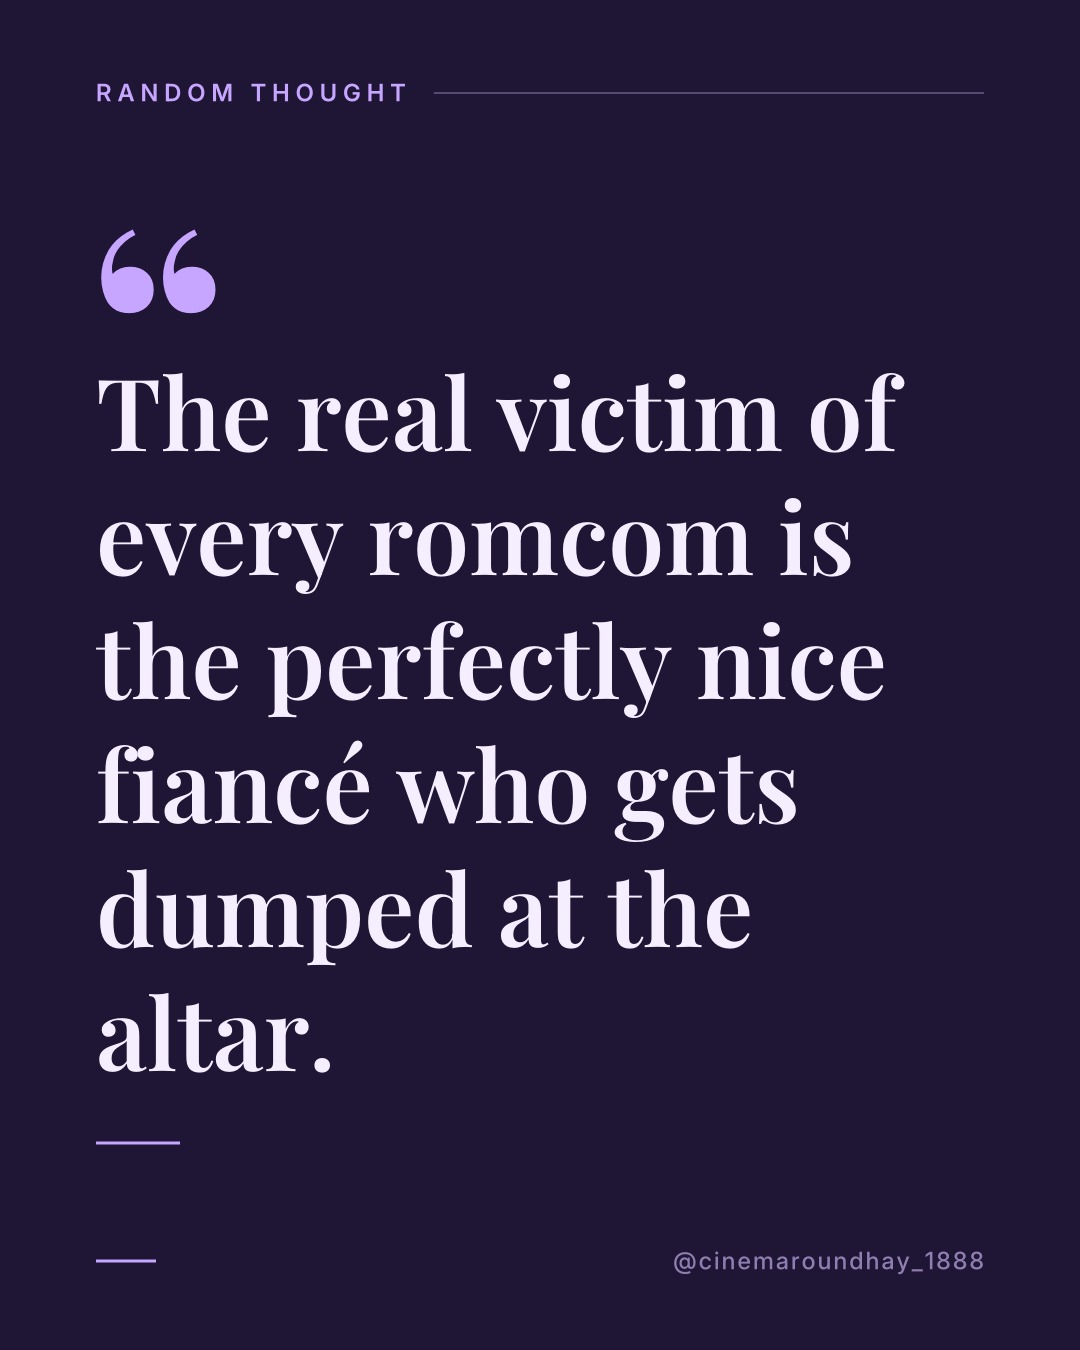 RANDOM THOUGHT
“
The real victim of
every romcom is
the perfectly nice
fiancé who gets
dumped at the
altar.
@cinemaroundhay_1888